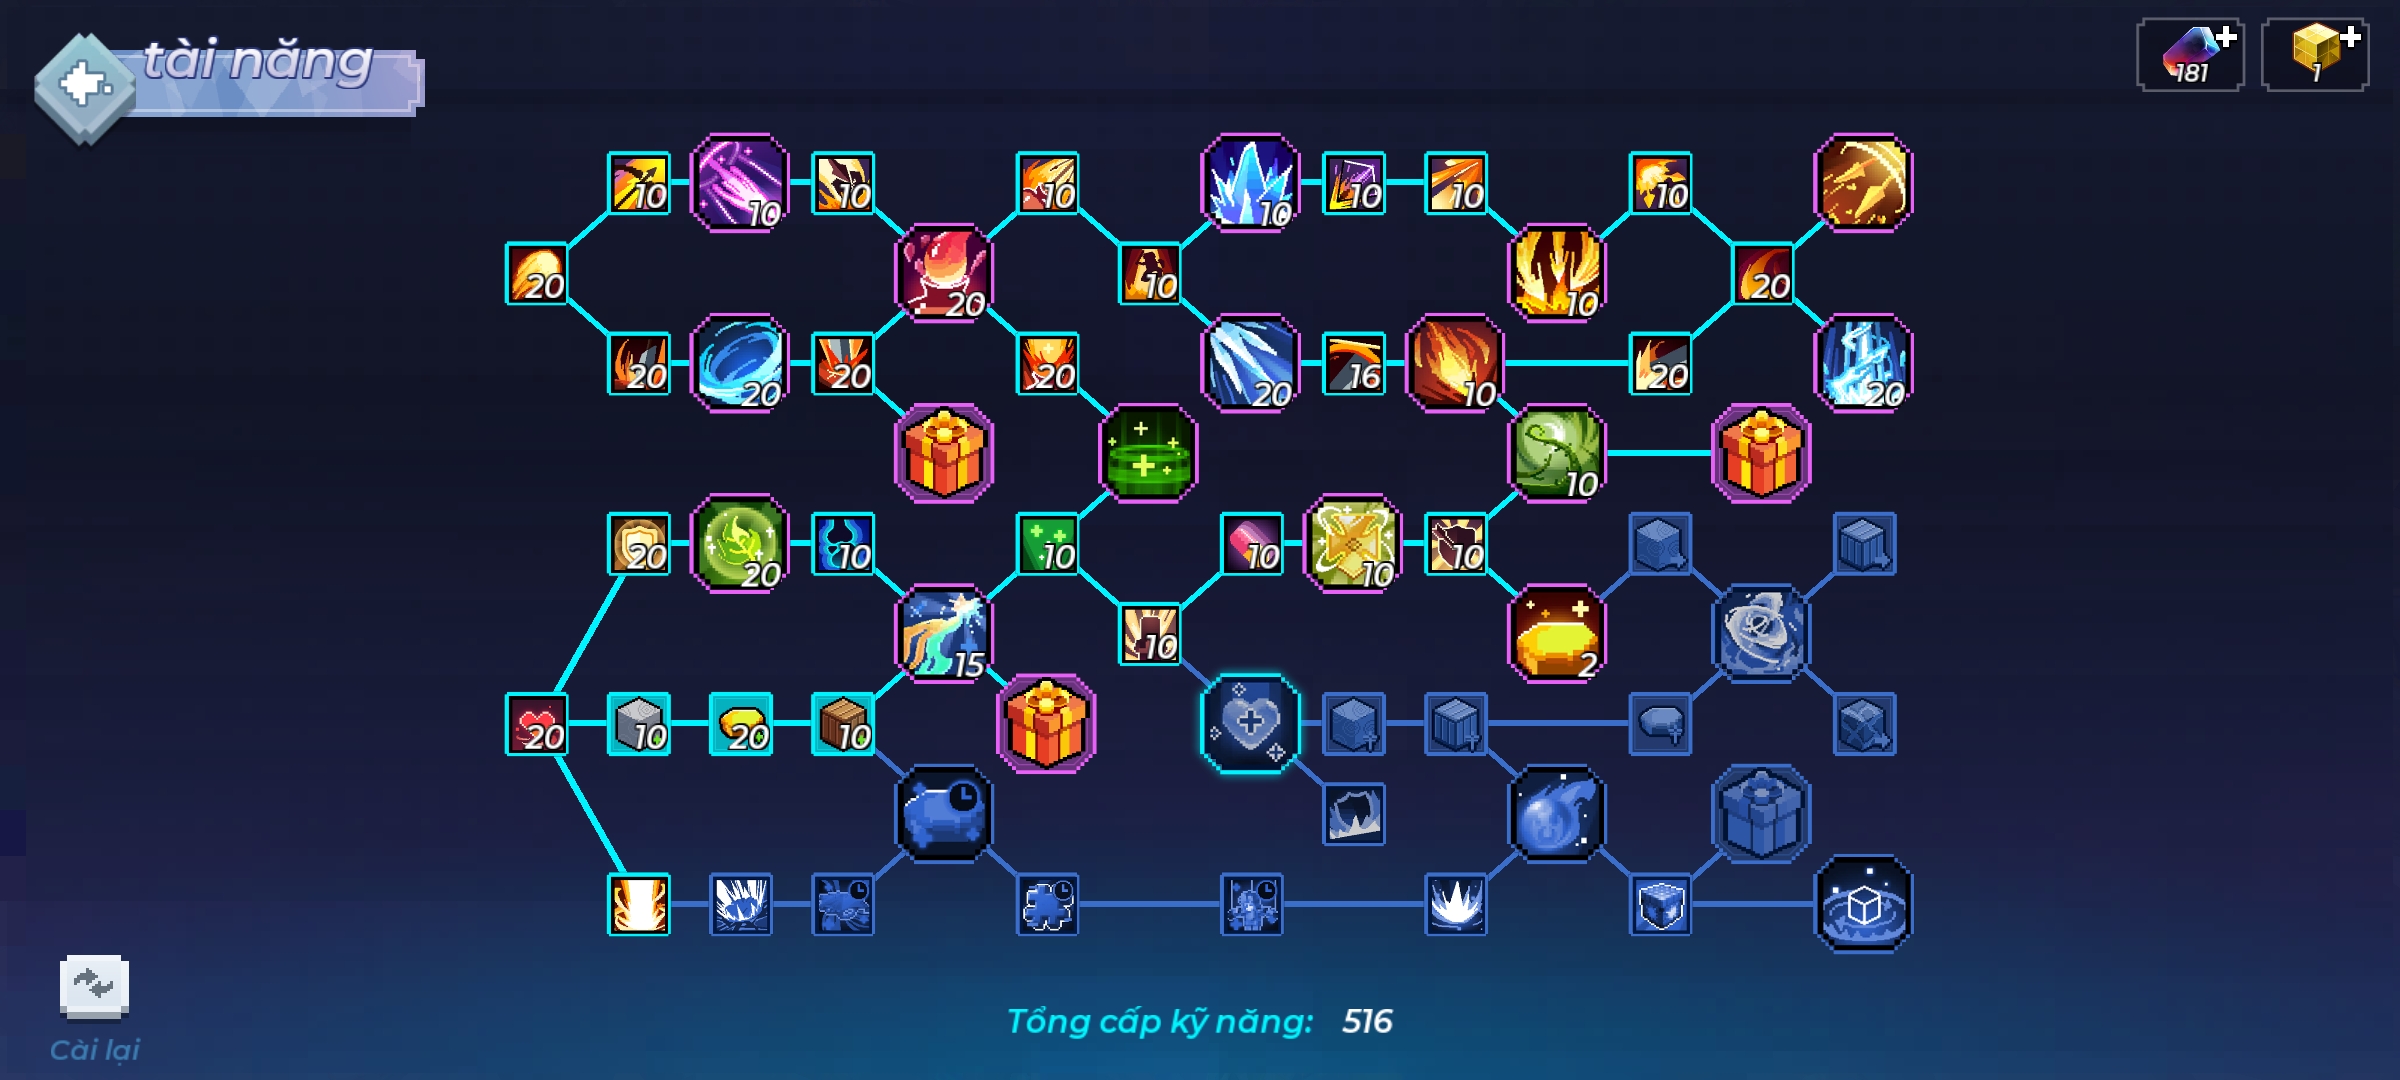 tài năng
181
1
10 10 10 10 10 10 10 10
20 20 10 10 20
20 20 20 20 20 16 10 20 20
10
20 20 10 10 10 10 10
15 10 2
20 10 20 10
Tổng cấp kỹ năng: 516
Cài lại